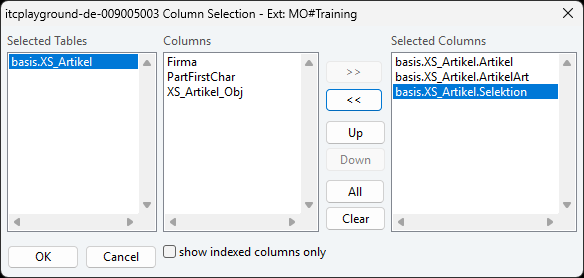 itcplayground-de-009005003 Column Selection - Ext: MO#Training
Selected Tables
basis.XS_Artikel
Columns
Firma
PartFirstChar
XS_Artikel_Obj
>>
<<
Up
Down
All
Clear
Selected Columns
basis.XS_Artikel.Artikel
basis.XS_Artikel.ArtikelArt
basis.XS_Artikel.Selektion
OK
Cancel
show indexed columns only